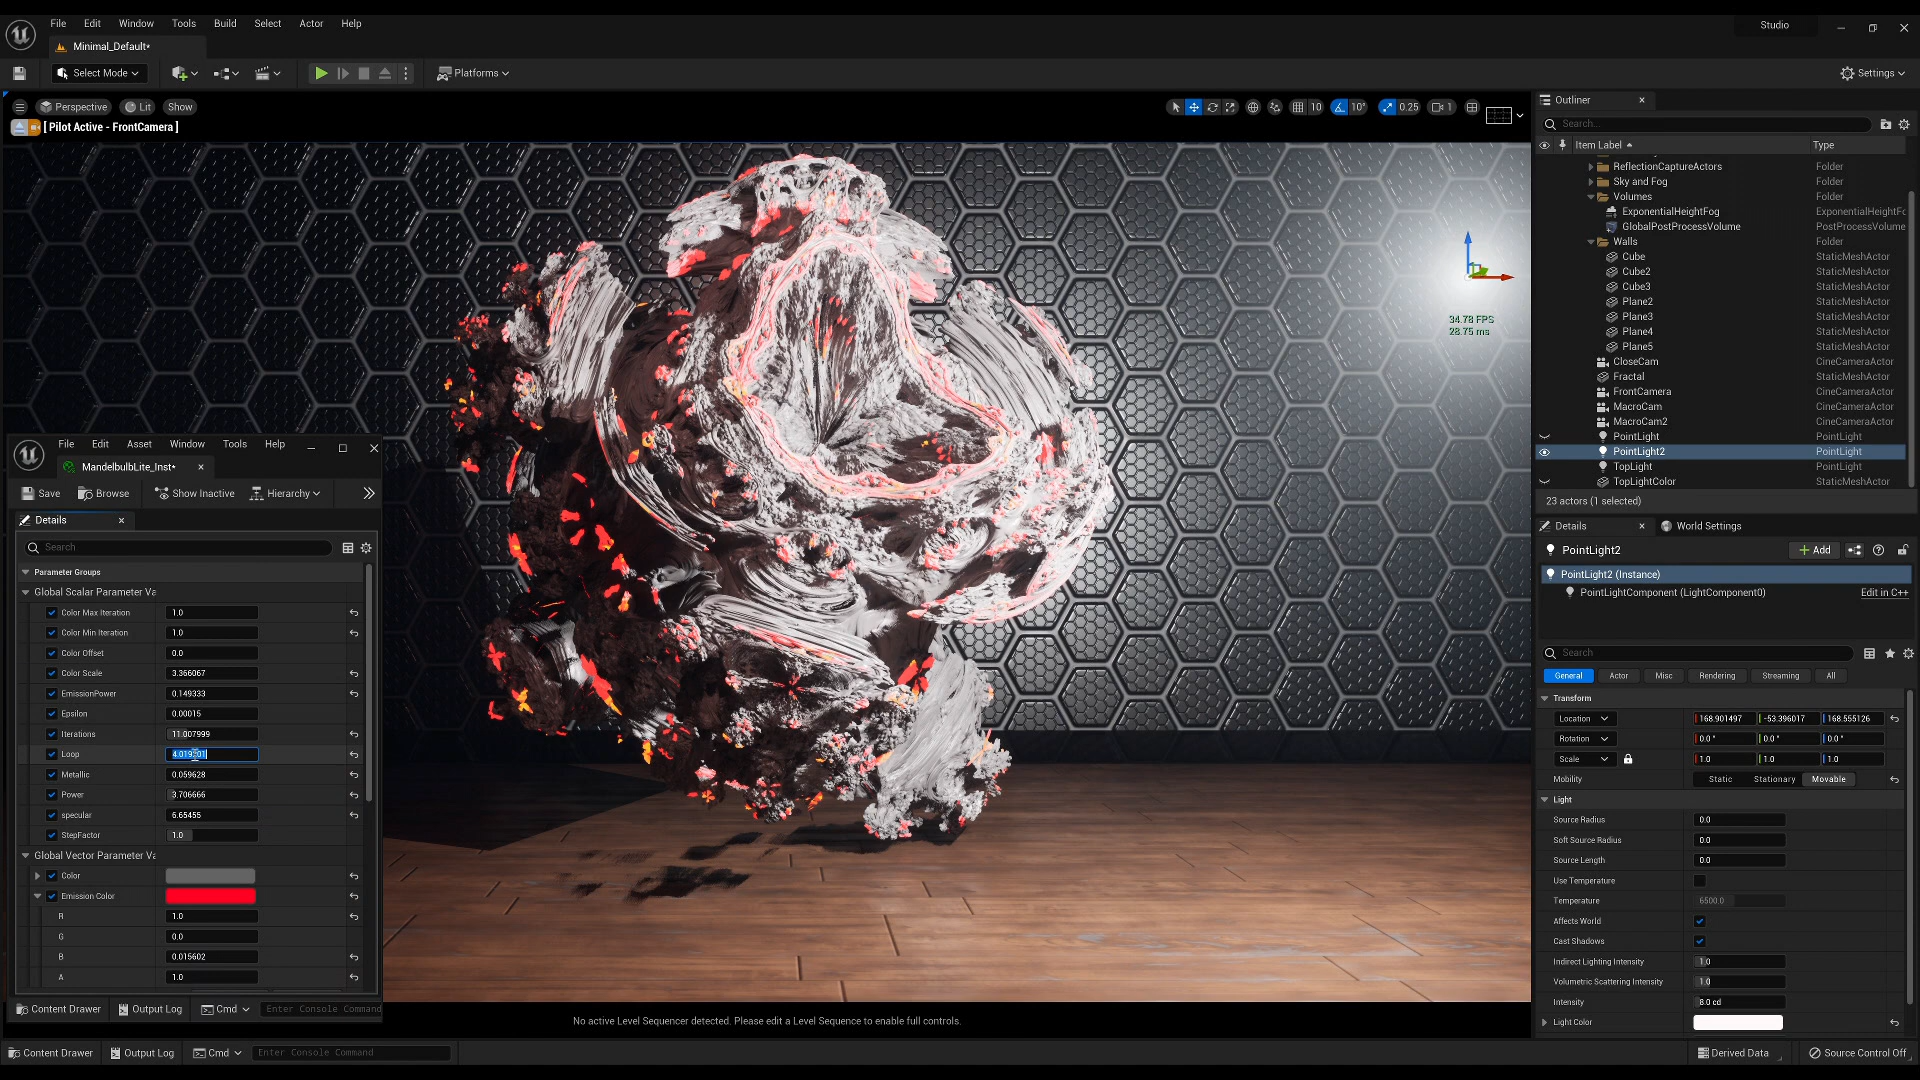 File Edit Window Tools Build Select Actor Help
Studio
Minimal_Default*
Select Mode
Platforms
Settings
Perspective Lit Show
10 10° 0.25 1
[ Pilot Active - FrontCamera ]
34.78 FPS
28.75 ms
Outliner
Search...
Item Label Type
ReflectionCaptureActors Folder
Sky and Fog Folder
Volumes Folder
ExponentialHeightFog ExponentialHeightFo
GlobalPostProcessVolume PostProcessVolume
Walls Folder
Cube StaticMeshActor
Cube2 StaticMeshActor
Cube3 StaticMeshActor
Plane2 StaticMeshActor
Plane3 StaticMeshActor
Plane4 StaticMeshActor
Plane5 StaticMeshActor
CloseCam CineCameraActor
Fractal StaticMeshActor
FrontCamera CineCameraActor
MacroCam CineCameraActor
MacroCam2 CineCameraActor
PointLight PointLight
PointLight2 PointLight
TopLight PointLight
TopLightColor StaticMeshActor
23 actors (1 selected)
Details World Settings
PointLight2
Add
PointLight2 (Instance)
PointLightComponent (LightComponent0) Edit in C++
Search
General Actor Misc Rendering Streaming All
Transform
Location 168.901497 -53.396017 168.555126
Rotation 0.0 ° 0.0 ° 0.0 °
Scale 1.0 1.0 1.0
Mobility Static Stationary Movable
Light
Source Radius 0.0
Soft Source Radius 0.0
Source Length 0.0
Use Temperature
Temperature 6500.0
Affects World
Cast Shadows
Indirect Lighting Intensity 1.0
Volumetric Scattering Intensity 1.0
Intensity 8.0 cd
Light Color
File Edit Asset Window Tools Help
MandelbulbLite_Inst*
Save Browse Show Inactive Hierarchy
Details
Search
Parameter Groups
Global Scalar Parameter Va
Color Max Iteration 1.0
Color Min Iteration 1.0
Color Offset 0.0
Color Scale 3.366067
EmissionPower 0.149333
Epsilon 0.00015
Iterations 11.007999
Loop
Metallic 0.059628
Power 3.706666
specular 6.65455
StepFactor 1.0
Global Vector Parameter Va
Color
Emission Color
R 1.0
G 0.0
B 0.015602
A 1.0
Content Drawer Output Log Cmd Enter Console Command
No active Level Sequencer detected. Please edit a Level Sequence to enable full controls.
Content Drawer Output Log Cmd Enter Console Command
Derived Data Source Control Off